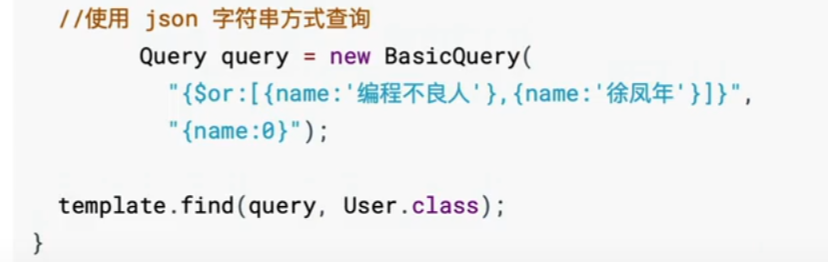 //使用 json 字符串方式查询
Query query = new BasicQuery(
"{$or:[{name:'编程不良人'},{name:'徐凤年'}]}",
"{name:0}");
template.find(query, User.class);
}